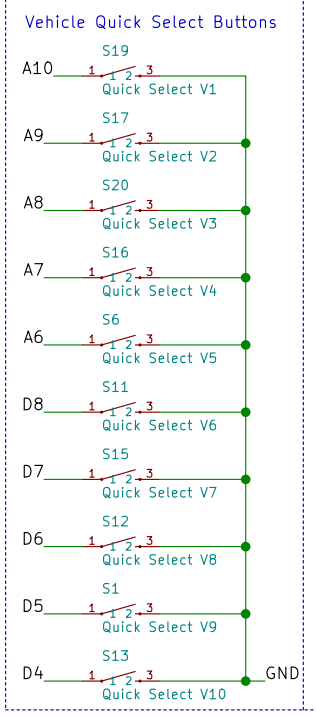 Vehicle Quick Select Buttons
S19
A10 1 1 2 3
Quick Select V1
S17
A9 1 1 2 3
Quick Select V2
S20
A8 1 1 2 3
Quick Select V3
S16
A7 1 1 2 3
Quick Select V4
S6
A6 1 1 2 3
Quick Select V5
S11
D8 1 1 2 3
Quick Select V6
S15
D7 1 1 2 3
Quick Select V7
S12
D6 1 1 2 3
Quick Select V8
S1
D5 1 1 2 3
Quick Select V9
S13
D4 1 1 2 3 GND
Quick Select V10